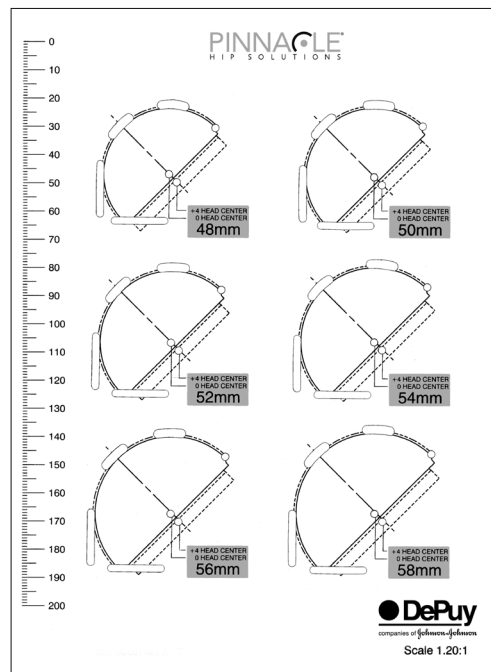 PINNACLE
HIP SOLUTIONS
0
10
20
30
40
50
60
70
80
90
100
110
120
130
140
150
160
170
180
190
200
+4 HEAD CENTER
0 HEAD CENTER
48mm
+4 HEAD CENTER
0 HEAD CENTER
50mm
+4 HEAD CENTER
0 HEAD CENTER
52mm
+4 HEAD CENTER
0 HEAD CENTER
54mm
+4 HEAD CENTER
0 HEAD CENTER
56mm
+4 HEAD CENTER
0 HEAD CENTER
58mm
DePuy
companies of Johnson&Johnson
Scale 1.20:1